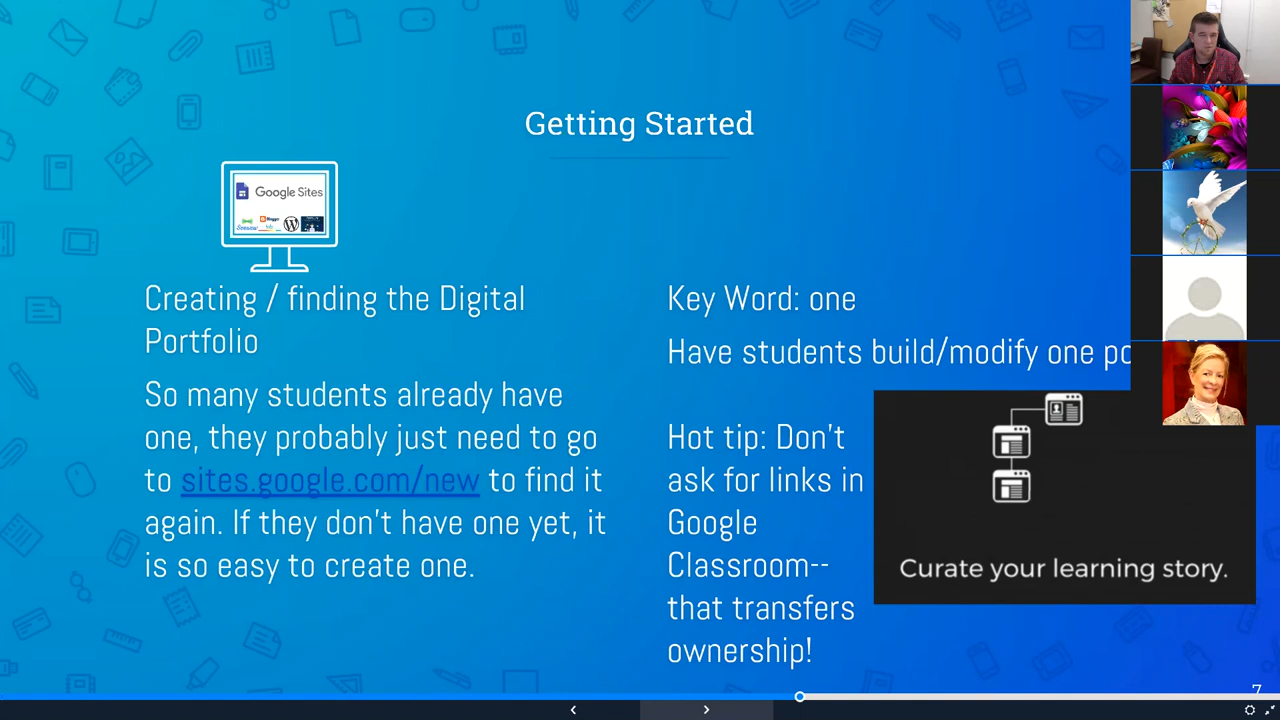 Getting Started
Google Sites
Creating / finding the Digital
Portfolio
So many students already have
one, they probably just need to go
to sites.google.com/new to find it
again. If they don't have one yet, it
is so easy to create one.
Key Word: one
Have students build/modify one po
Hot tip: Don't
ask for links in
Google
Classroom--
that transfers
ownership!
Curate your learning story.
7